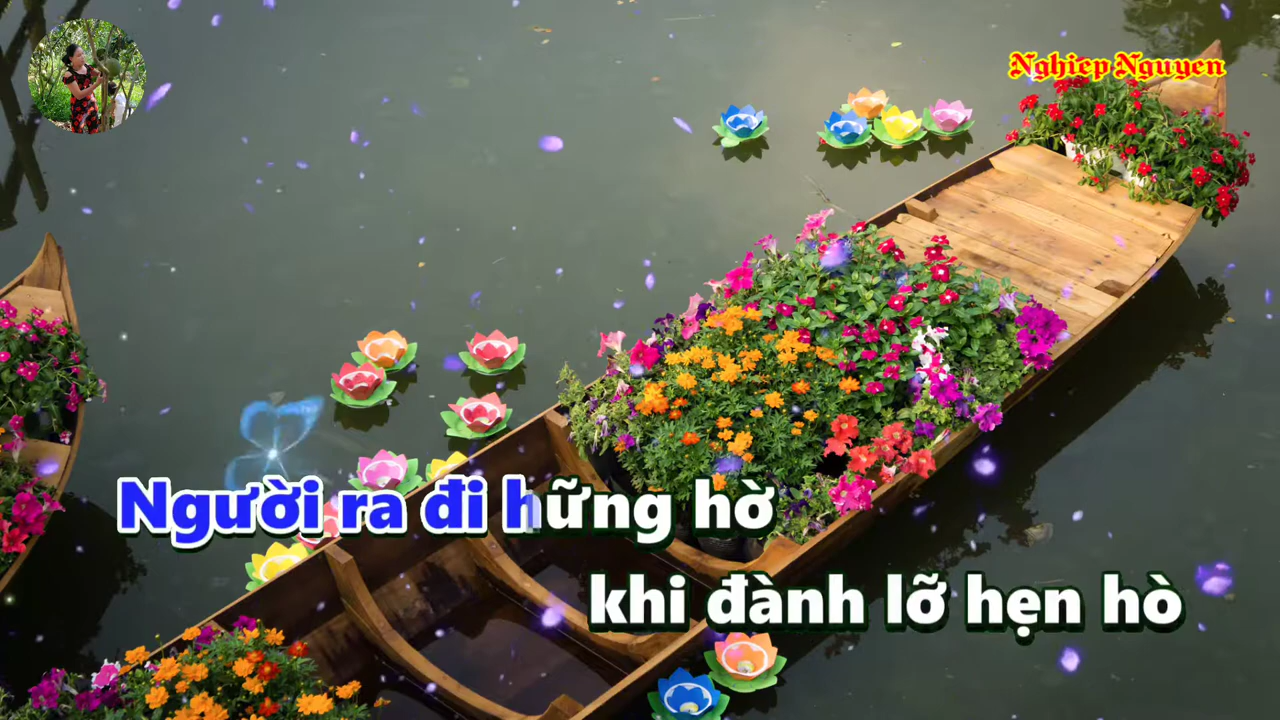 Nghiep Nguyen
Người ra đi hững hờ
khi đành lỡ hẹn hò